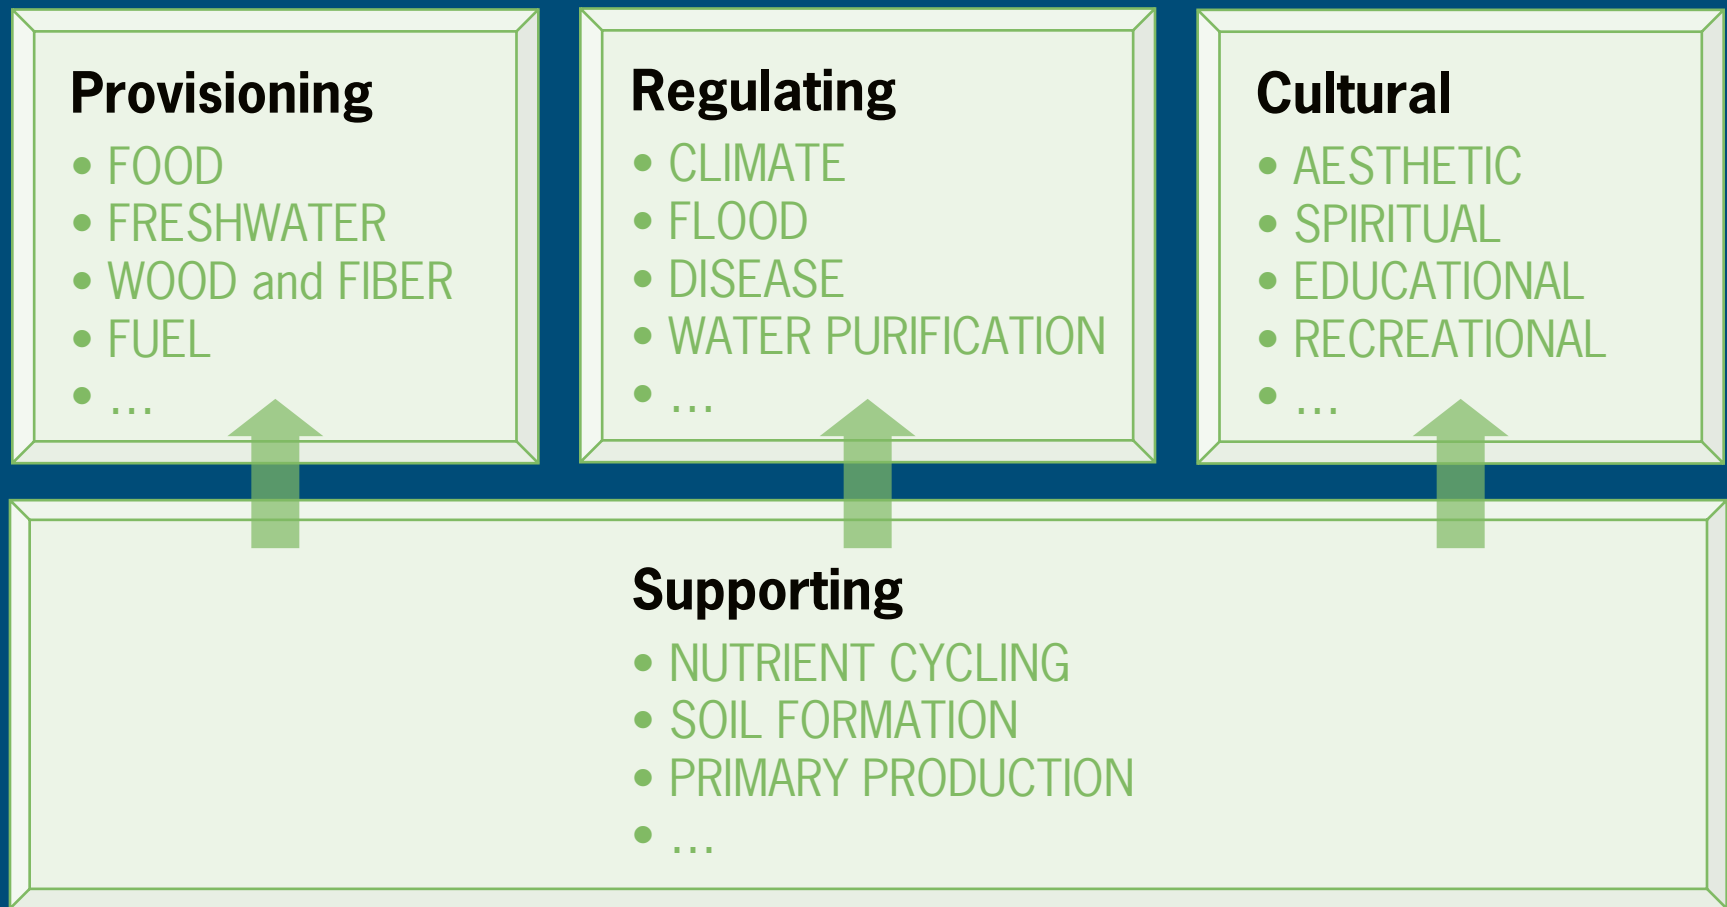 Provisioning
• FOOD
• FRESHWATER
• WOOD and FIBER
• FUEL
• …
Regulating
• CLIMATE
• FLOOD
• DISEASE
• WATER PURIFICATION
• …
Cultural
• AESTHETIC
• SPIRITUAL
• EDUCATIONAL
• RECREATIONAL
• …
Supporting
• NUTRIENT CYCLING
• SOIL FORMATION
• PRIMARY PRODUCTION
• …